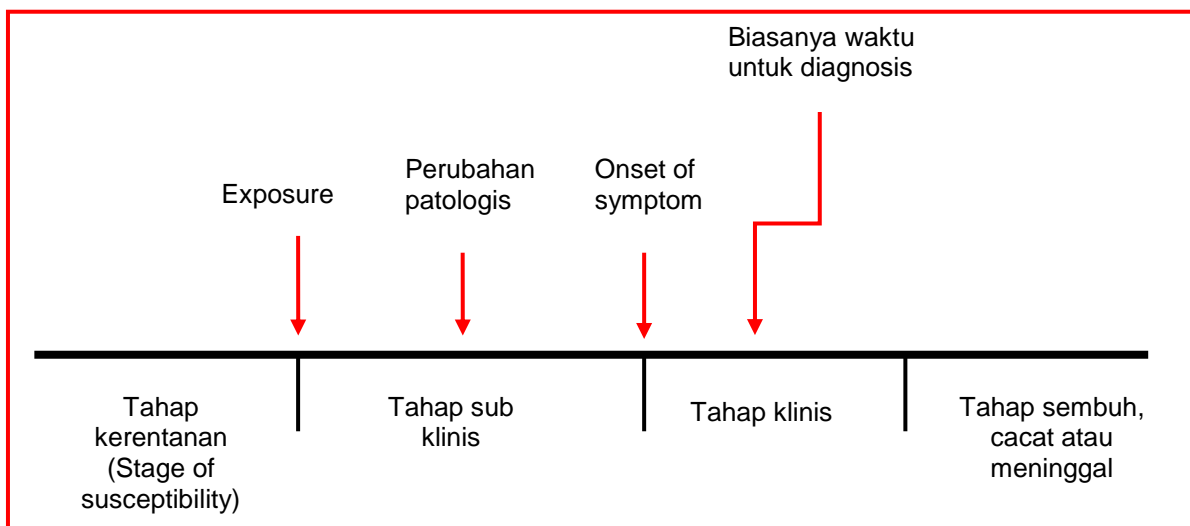 Biasanya waktu
untuk diagnosis
Exposure
Perubahan
patologis
Onset of
symptom
Tahap
kerentanan
(Stage of
susceptibility)
Tahap sub
klinis
Tahap klinis
Tahap sembuh,
cacat atau
meninggal